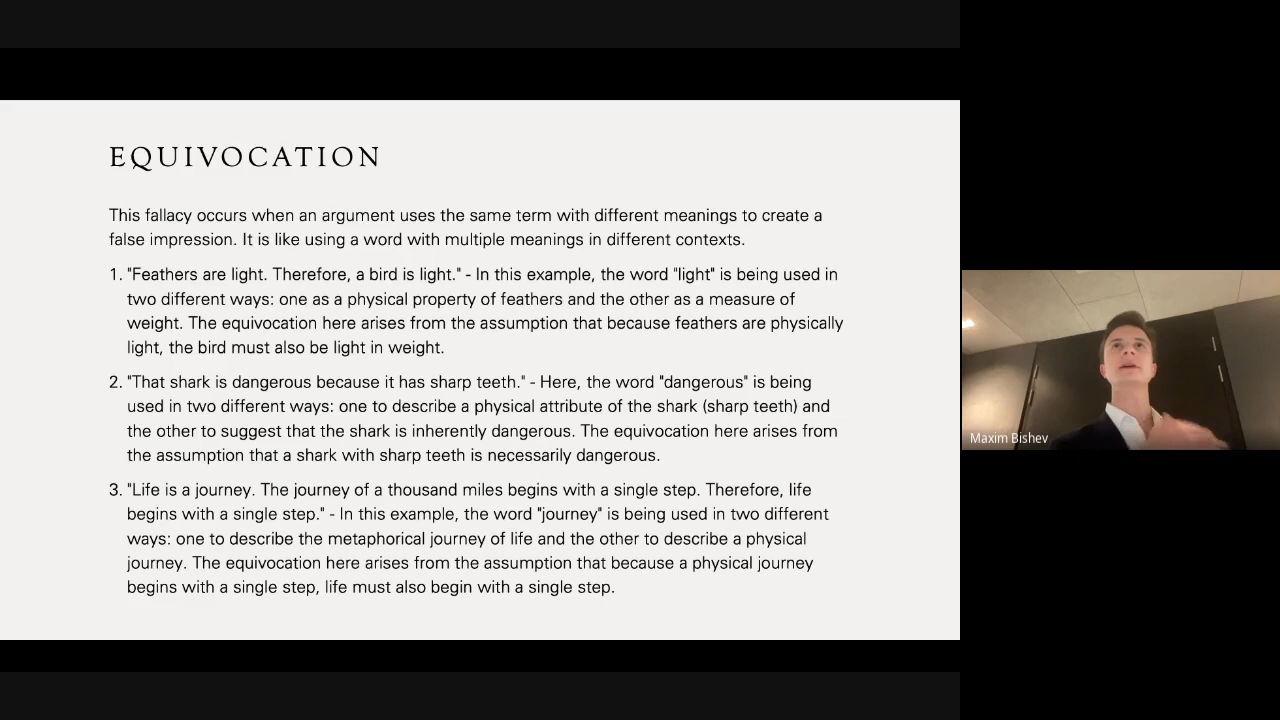 EQUIVOCATION
This fallacy occurs when an argument uses the same term with different meanings to create a
false impression. It is like using a word with multiple meanings in different contexts.
1. "Feathers are light. Therefore, a bird is light." - In this example, the word "light" is being used in
two different ways: one as a physical property of feathers and the other as a measure of
weight. The equivocation here arises from the assumption that because feathers are physically
light, the bird must also be light in weight.
2. "That shark is dangerous because it has sharp teeth." - Here, the word "dangerous" is being
used in two different ways: one to describe a physical attribute of the shark (sharp teeth) and
the other to suggest that the shark is inherently dangerous. The equivocation here arises from
the assumption that a shark with sharp teeth is necessarily dangerous.
3. "Life is a journey. The journey of a thousand miles begins with a single step. Therefore, life
begins with a single step." - In this example, the word "journey" is being used in two different
ways: one to describe the metaphorical journey of life and the other to describe a physical
journey. The equivocation here arises from the assumption that because a physical journey
begins with a single step, life must also begin with a single step.
Maxim Bishev